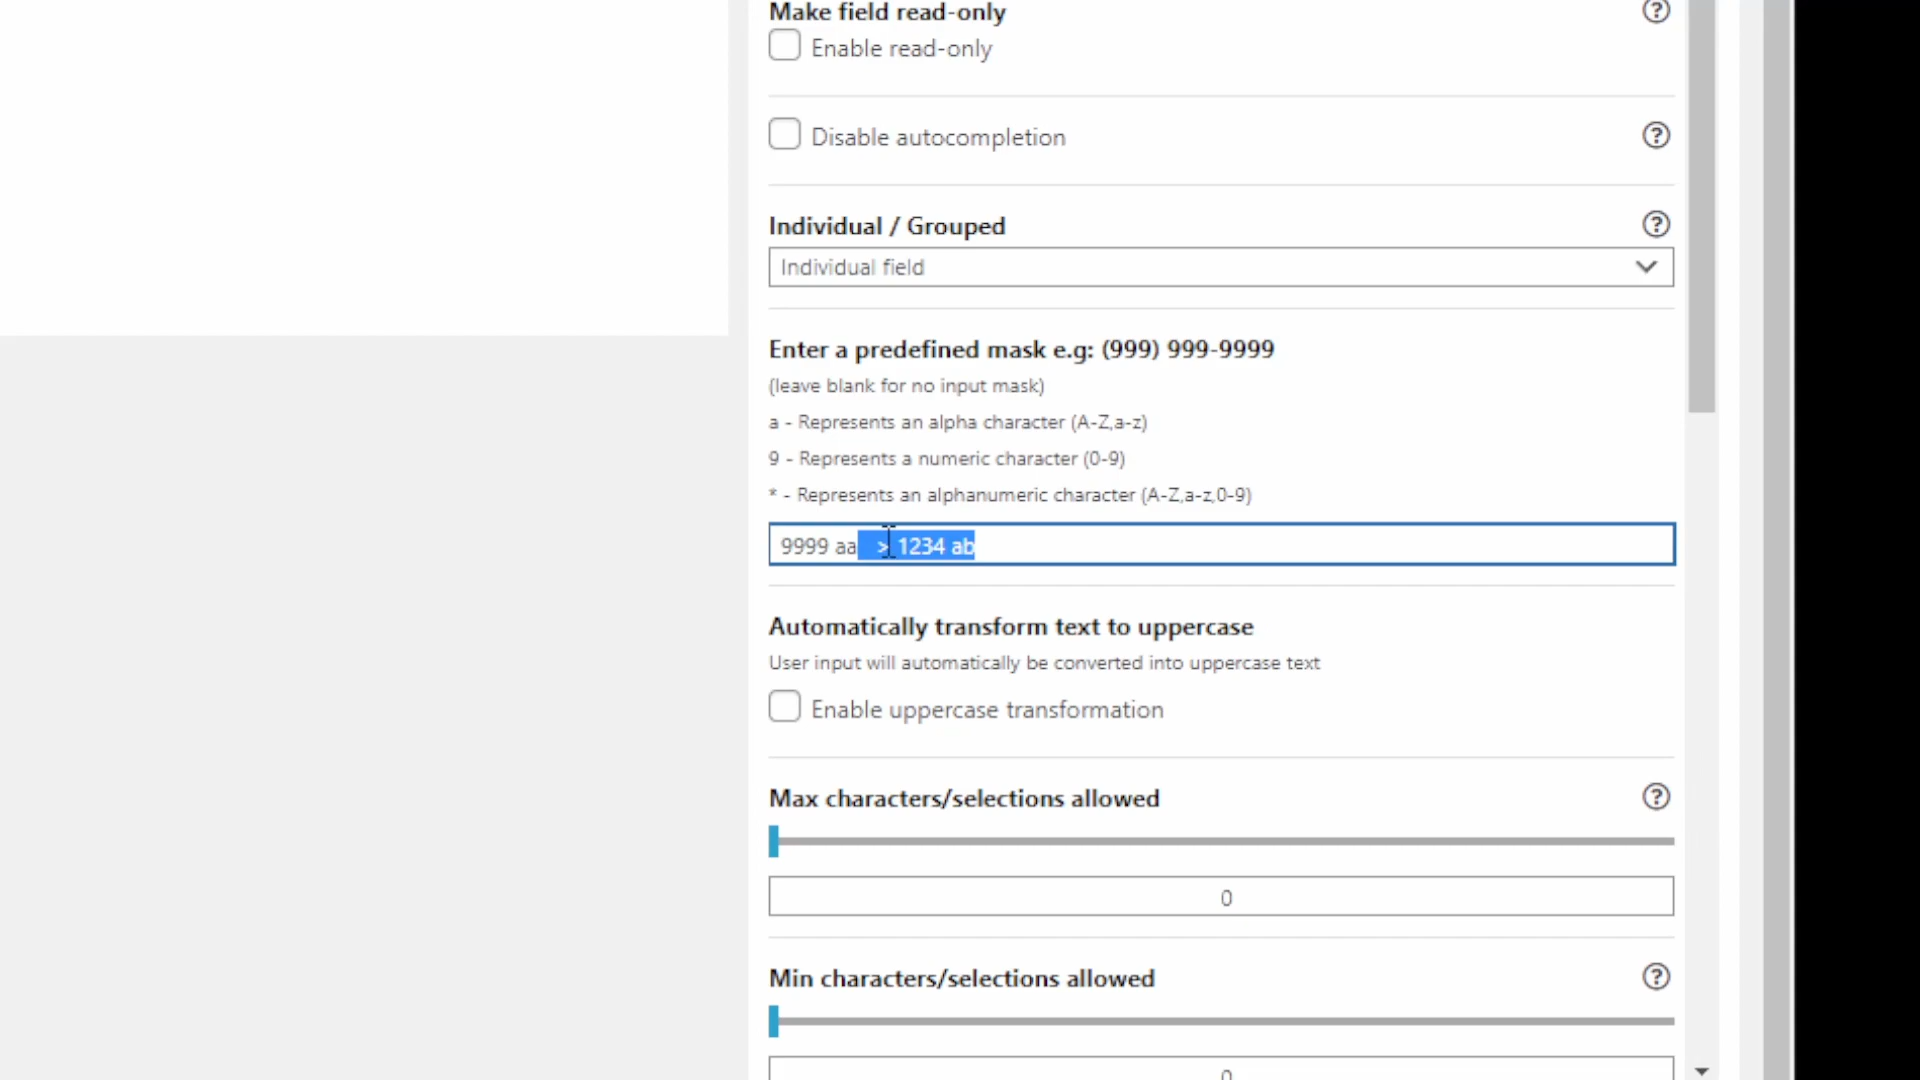 Make field read-only
Enable read-only
Disable autocompletion
Individual / Grouped
Individual field
Enter a predefined mask e.g: (999) 999-9999
(leave blank for no input mask)
a - Represents an alpha character (A-Z,a-z)
9 - Represents a numeric character (0-9)
* - Represents an alphanumeric character (A-Z,a-z,0-9)
9999 aa > 1234 ab
Automatically transform text to uppercase
User input will automatically be converted into uppercase text
Enable uppercase transformation
Max characters/selections allowed
0
Min characters/selections allowed
0